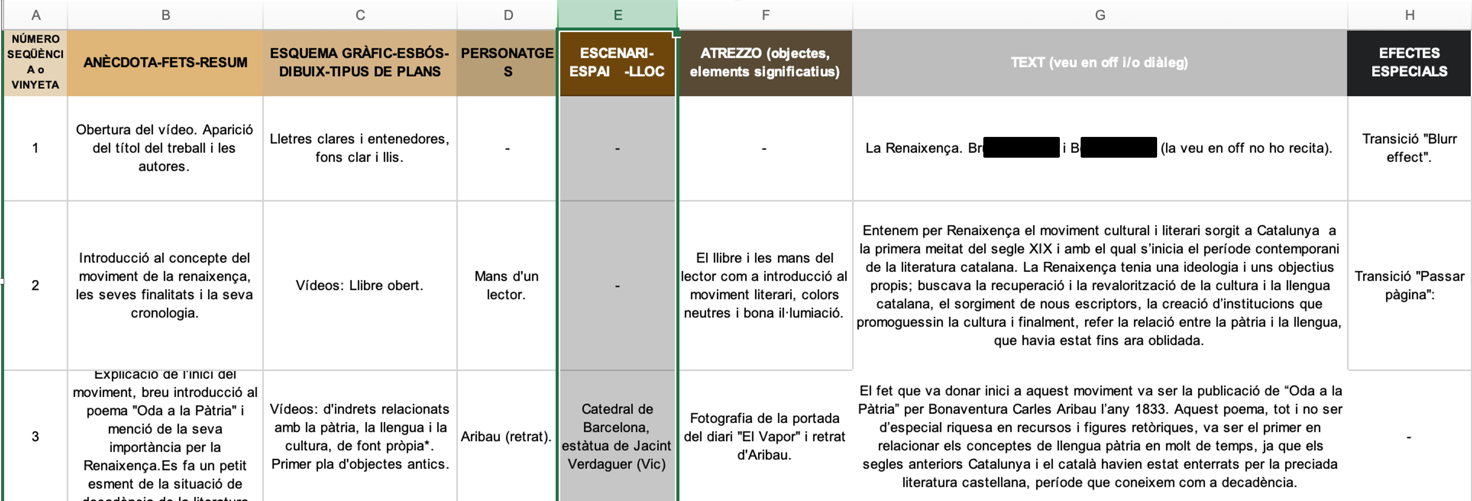 A
B
C
D
E
F
G
H
NÚMERO
SEQÜÈNCI
A o
VINYETA
ANÈCDOTA-FETS-RESUM
ESQUEMA GRÀFIC-ESBÓS-
DIBUIX-TIPUS DE PLANS
PERSONATGE
S
ESCENARI-
ESPAI -LLOC
ATREZZO (objectes,
elements significatius)
TEXT (veu en off i/o diàleg)
EFECTES
ESPECIALS
1
Obertura del vídeo. Aparició
del títol del treball i les
autores.
Lletres clares i entenedores,
fons clar i llis.
-
-
-
La Renaixença. Br i B (la veu en off no ho recita).
Transició "Blurr
effect".
2
Introducció al concepte del
moviment de la renaixença,
les seves finalitats i la seva
cronologia.
Vídeos: Llibre obert.
Mans d'un
lector.
-
El llibre i les mans del
lector com a introducció al
moviment literari, colors
neutres i bona il·lumiació.
Entenem per Renaixença el moviment cultural i literari sorgit a Catalunya a
la primera meitat del segle XIX i amb el qual s’inicia el període contemporani
de la literatura catalana. La Renaixença tenia una ideologia i uns objectius
propis; buscava la recuperació i la revalorització de la cultura i la llengua
catalana, el sorgiment de nous escriptors, la creació d’institucions que
promoguessin la cultura i finalment, refer la relació entre la pàtria i la llengua,
que havia estat fins ara oblidada.
Transició "Passar
pàgina":
3
Explicació de l'inici del
moviment, breu introducció al
poema "Oda a la Pàtria" i
menció de la seva
importància per la
Renaixença.Es fa un petit
esment de la situació de
decadència de la literatura
Vídeos: d'indrets relacionats
amb la pàtria, la llengua i la
cultura, de font pròpia*.
Primer pla d'objectes antics.
Aribau (retrat).
Catedral de
Barcelona,
estàtua de Jacint
Verdaguer (Vic)
Fotografia de la portada
del diari "El Vapor" i retrat
d'Aribau.
El fet que va donar inici a aquest moviment va ser la publicació de “Oda a la
Pàtria” per Bonaventura Carles Aribau l’any 1833. Aquest poema, tot i no ser
d’especial riquesa en recursos i figures retòriques, va ser el primer en
relacionar els conceptes de llengua pàtria en molt de temps, ja que els
segles anteriors Catalunya i el català havien estat enterrats per la preciada
literatura castellana, període que coneixem com a decadència.
-